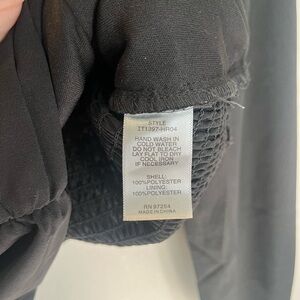 STYLE
IT1397-HR04
HAND WASH IN
COLD WATER
DO NOT BLEACH
LAY FLAT TO DRY
COOL IRON
IF NECESSARY
SHELL:
100%POLYESTER
LINING:
100%POLYESTER
RN 97254
MADE IN CHINA